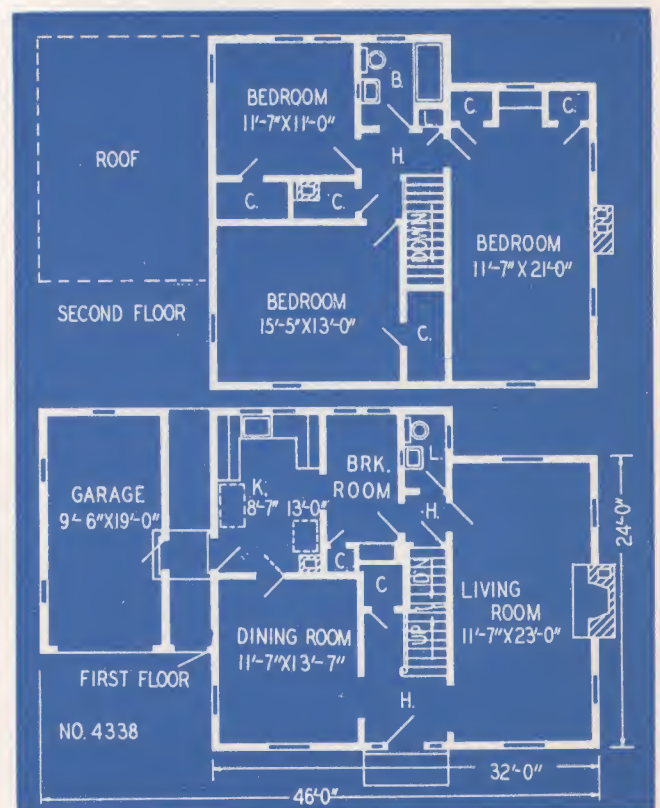 BEDROOM
11'-7"X11'-0"
B.
C.
C.
H.
ROOF
C.
C.
DOWN
BEDROOM
11'-7"X21'-0"
SECOND FLOOR
BEDROOM
15'-5"X13'-0"
C.
GARAGE
9'-6"X19'-0"
K.
8'-7" 13'-0"
BRK.
ROOM
L.
H.
24'-0"
C.
C
DN.
UP
LIVING
ROOM
11'-7"X23'-0"
DINING ROOM
11'-7"X13'-7"
FIRST FLOOR
H.
NO. 4338
32'-0"
46'0"